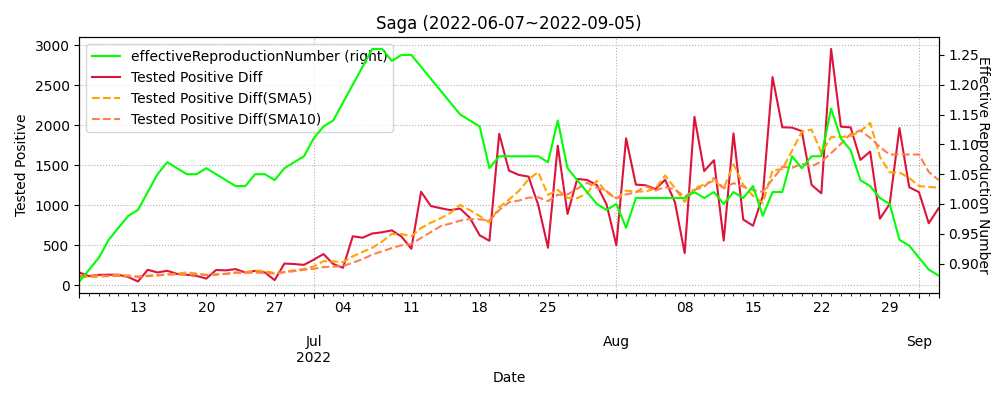 Saga (2022-06-07~2022-09-05)
effectiveReproductionNumber (right)
Tested Positive Diff
Tested Positive Diff(SMA5)
Tested Positive Diff(SMA10)
Tested Positive
3000
2500
2000
1500
1000
500
0
Effective Reproduction Number
1.25
1.20
1.15
1.10
1.05
1.00
0.95
0.90
13 20 27 04 11 18 25 08 15 22 29
Jul Aug Sep
2022
Date